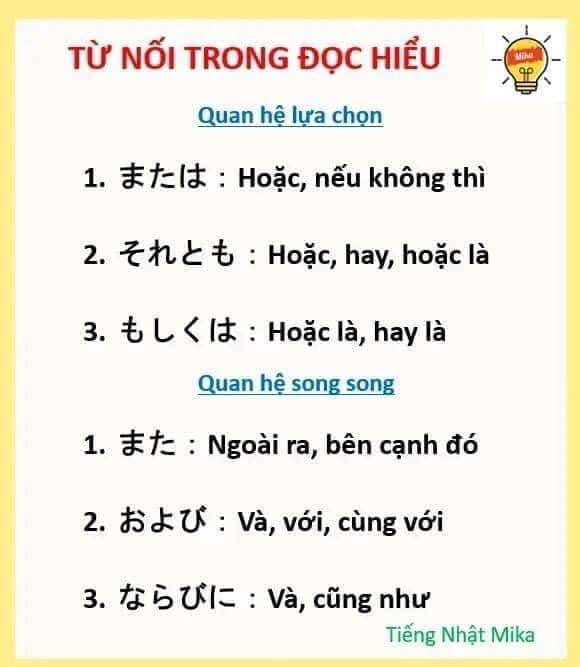 TỪ NỐI TRONG ĐỌC HIỂU
Mika
Quan hệ lựa chọn
1. または : Hoặc, nếu không thì
2. それとも : Hoặc, hay, hoặc là
3. もしくは : Hoặc là, hay là
Quan hệ song song
1. また : Ngoài ra, bên cạnh đó
2. および : Và, với, cùng với
3. ならびに : Và, cũng như
Tiếng Nhật Mika